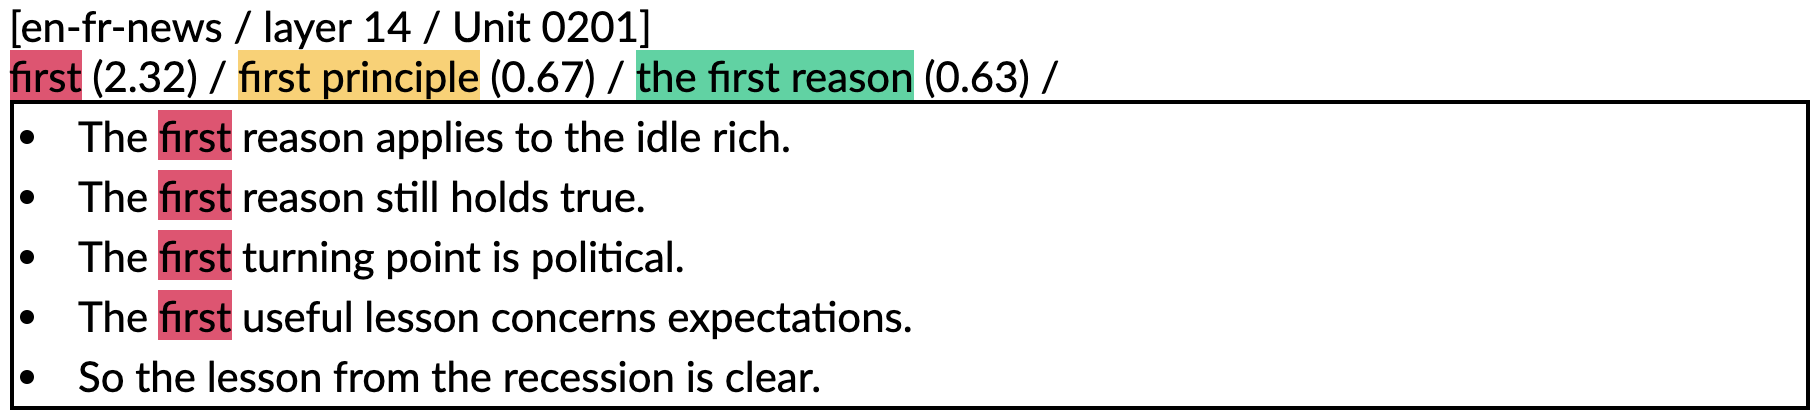 [en-fr-news / layer 14 / Unit 0201]
first (2.32) / first principle (0.67) / the first reason (0.63) /
• The first reason applies to the idle rich.
• The first reason still holds true.
• The first turning point is political.
• The first useful lesson concerns expectations.
• So the lesson from the recession is clear.